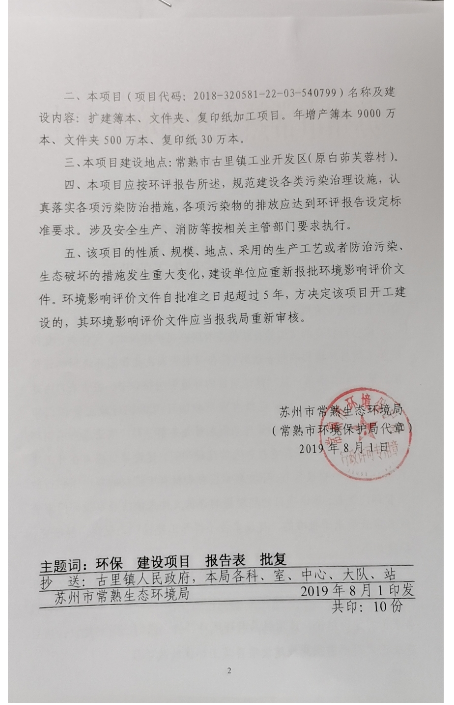 二、本项目（项目代码：2018-320581-22-03-540799）名称及建
设内容：扩建簿本、文件夹、复印纸加工项目。年增产簿本 9000 万
本、文件夹 500 万本、复印纸 30 万本.
三、本项目建设地点：常熟市古里镇工业开发区（原白茆芙蓉村）.
四、本项目应按环评报告所述，规范建设各类污染治理设施，认
真落实各项污染防治措施，各项污染物的排放应达到环评报告设定标
准要求。涉及安全生产、消防等按相关主管部门要求执行。
五、该项目的性质、规模、地点、采用的生产工艺或者防治污染、
生态破坏的措施发生重大变化，建设单位应重新报批环境影响评价文
件。环境影响评价文件自批准之日起超过 5 年，方决定该项目开工建
设的，其环境影响评价文件应当报我局重新审核。
苏州市常熟生态环境局
（常熟市环境保护局代章）
2019 年 8 月 1 日
主题词：环保 建设项目 报告表 批复
抄 送：古里镇人民政府，本局各科、室、中心、大队、站
苏州市常熟生态环境局 2019 年 8 月 1 印发
共印：10 份
2